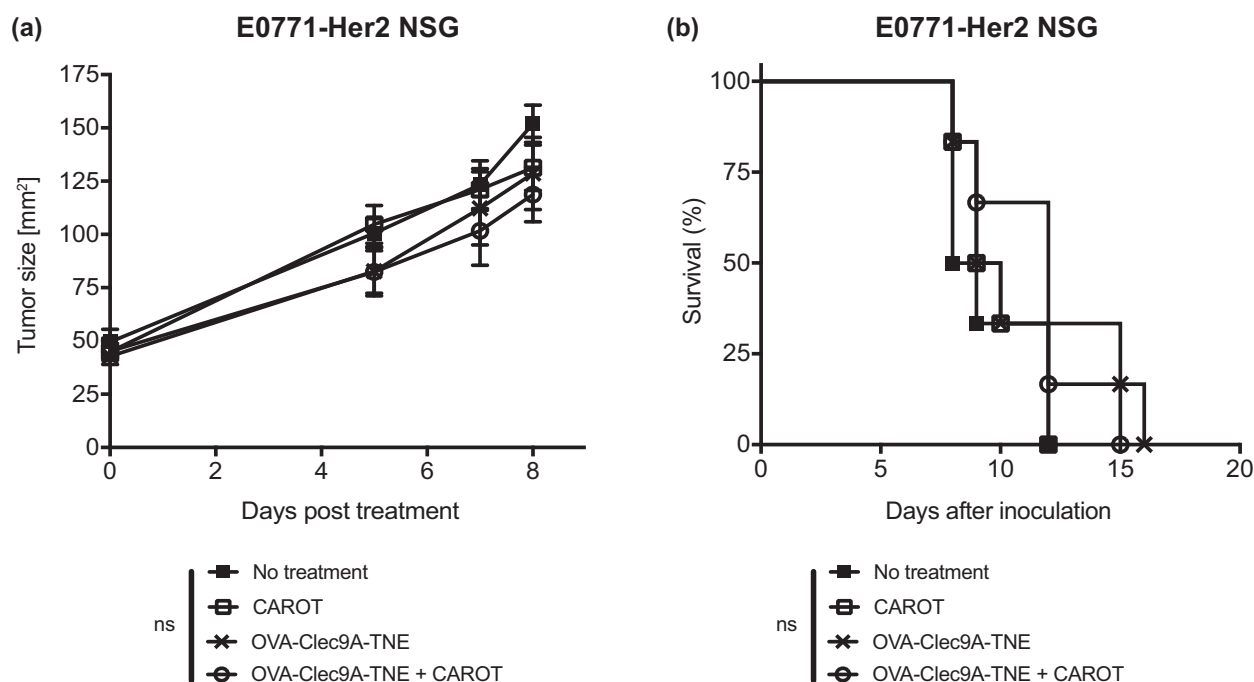 (a) E0771-Her2 NSG
175
150
125
100
75
50
25
0
Tumor size [mm²]
0 2 4 6 8
Days post treatment
ns
No treatment
CAROT
OVA-Clec9A-TNE
OVA-Clec9A-TNE + CAROT
(b) E0771-Her2 NSG
100
75
50
25
0
Survival (%)
0 5 10 15 20
Days after inoculation
ns
No treatment
CAROT
OVA-Clec9A-TNE
OVA-Clec9A-TNE + CAROT